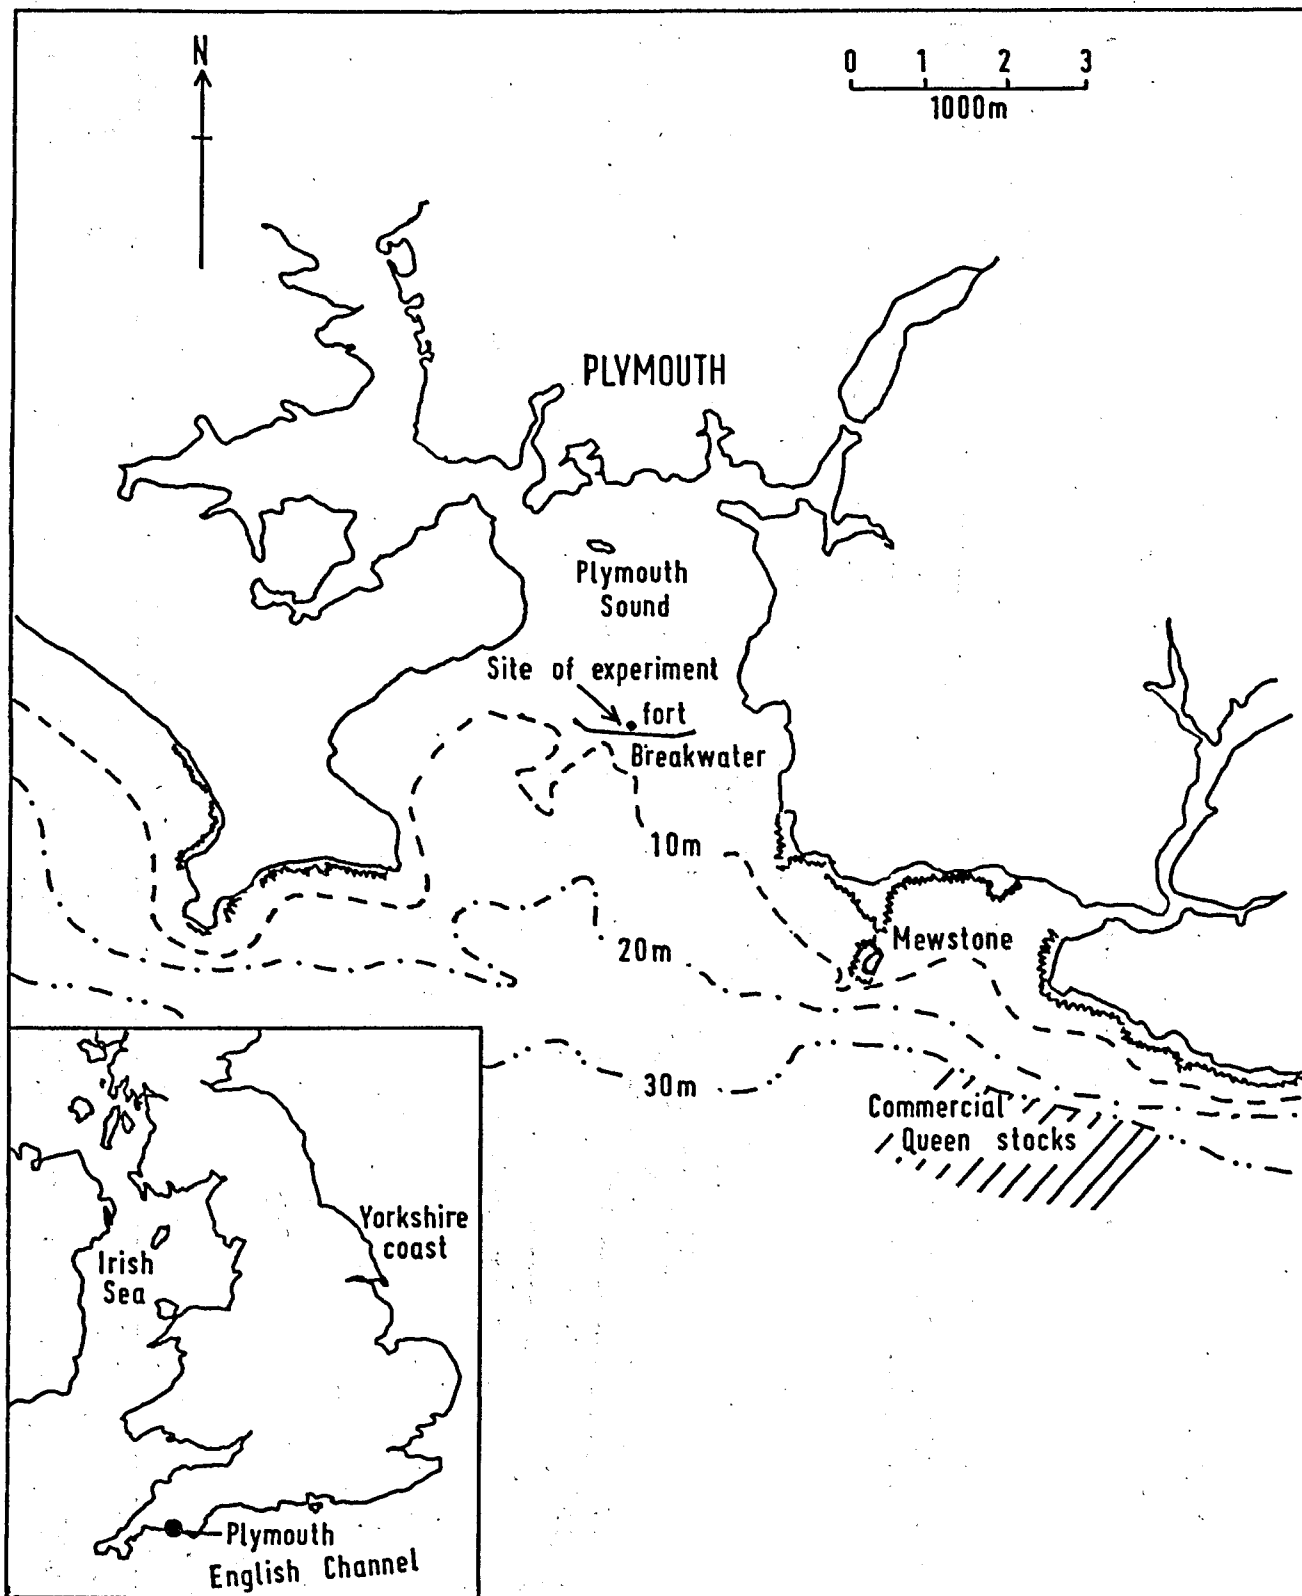 N
0 1 2 3
1000m
PLYMOUTH
Plymouth
Sound
Site of experiment
fort
Breakwater
10m
20m
Mewstone
30m
Commercial
Queen stocks
Yorkshire
coast
Irish
Sea
Plymouth
English Channel